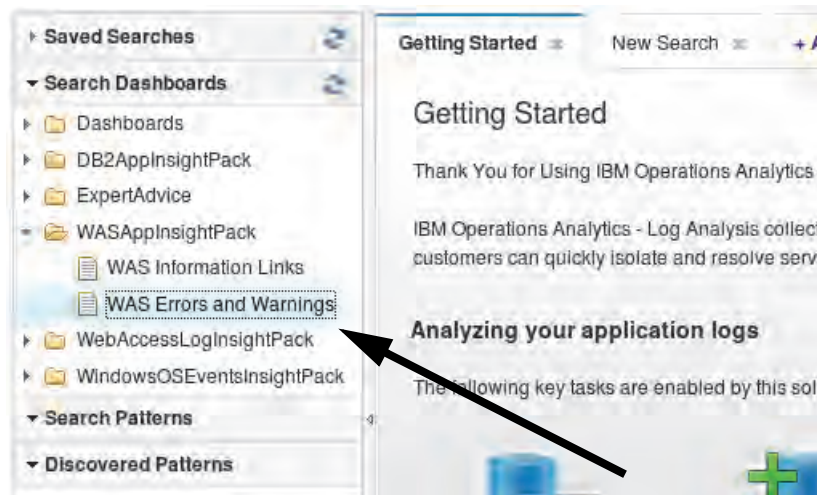 Saved Searches
Search Dashboards
Dashboards
DB2AppInsightPack
ExpertAdvice
WASAppInsightPack
WAS Information Links
WAS Errors and Warnings
WebAccessLogInsightPack
WindowsOSEventsInsightPack
Search Patterns
Discovered Patterns
Getting Started New Search + A
Getting Started
Thank You for Using IBM Operations Analytics
IBM Operations Analytics - Log Analysis collec
customers can quickly isolate and resolve serv
Analyzing your application logs
The following key tasks are enabled by this sol